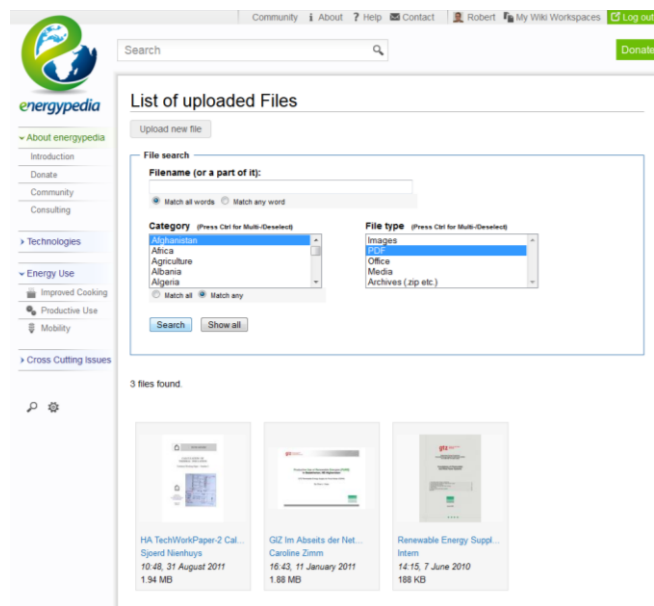 Community i About ? Help Contact Robert My Wiki Workspaces Log out
Search
Donate
energypedia
List of uploaded Files
Upload new file
About energypedia
Introduction
Donate
Community
Consulting
Technologies
Energy Use
Improved Cooking
Productive Use
Mobility
Cross Cutting Issues
File search
Filename (or a part of it):
Match all words Match any word
Category (Press Ctrl for Multi-/Deselect)
Afghanistan
Africa
Agriculture
Albania
Algeria
Match all Match any
File type (Press Ctrl for Multi-/Deselect)
Images
PDF
Office
Media
Archives (.zip etc.)
Search Show all
3 files found.
giz
giz
HA TechWorkPaper-2 Cal...
Sjoerd Nienhuys
10:48, 31 August 2011
1.94 MB
GIZ Im Abseits der Net...
Caroline Zimm
16:43, 11 January 2011
1.88 MB
Renewable Energy Suppl...
Intern
14:15, 7 June 2010
188 KB